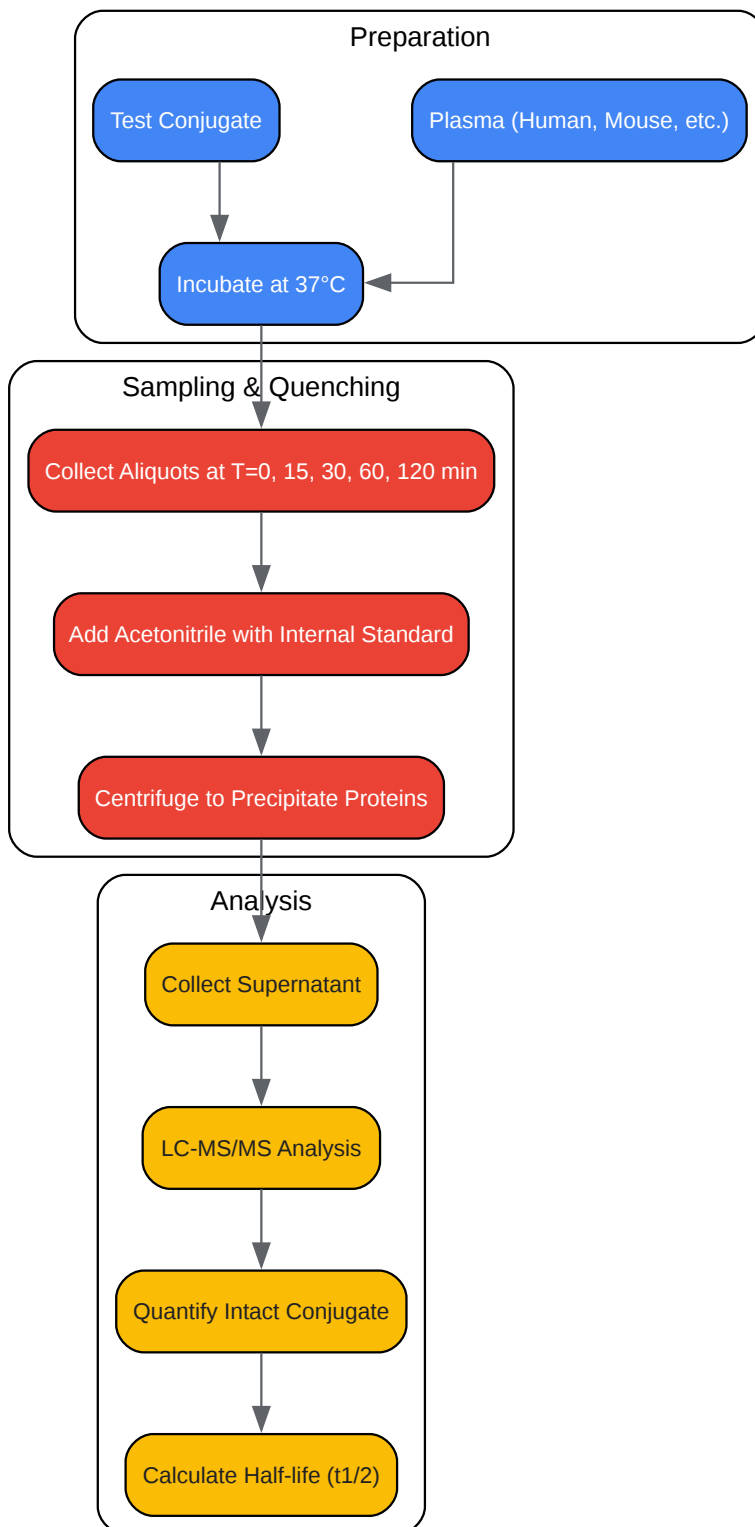 Preparation
Test Conjugate
Plasma (Human, Mouse, etc.)
Incubate at 37°C
Sampling & Quenching
Collect Aliquots at T=0, 15, 30, 60, 120 min
Add Acetonitrile with Internal Standard
Centrifuge to Precipitate Proteins
Analysis
Collect Supernatant
LC-MS/MS Analysis
Quantify Intact Conjugate
Calculate Half-life (t1/2)